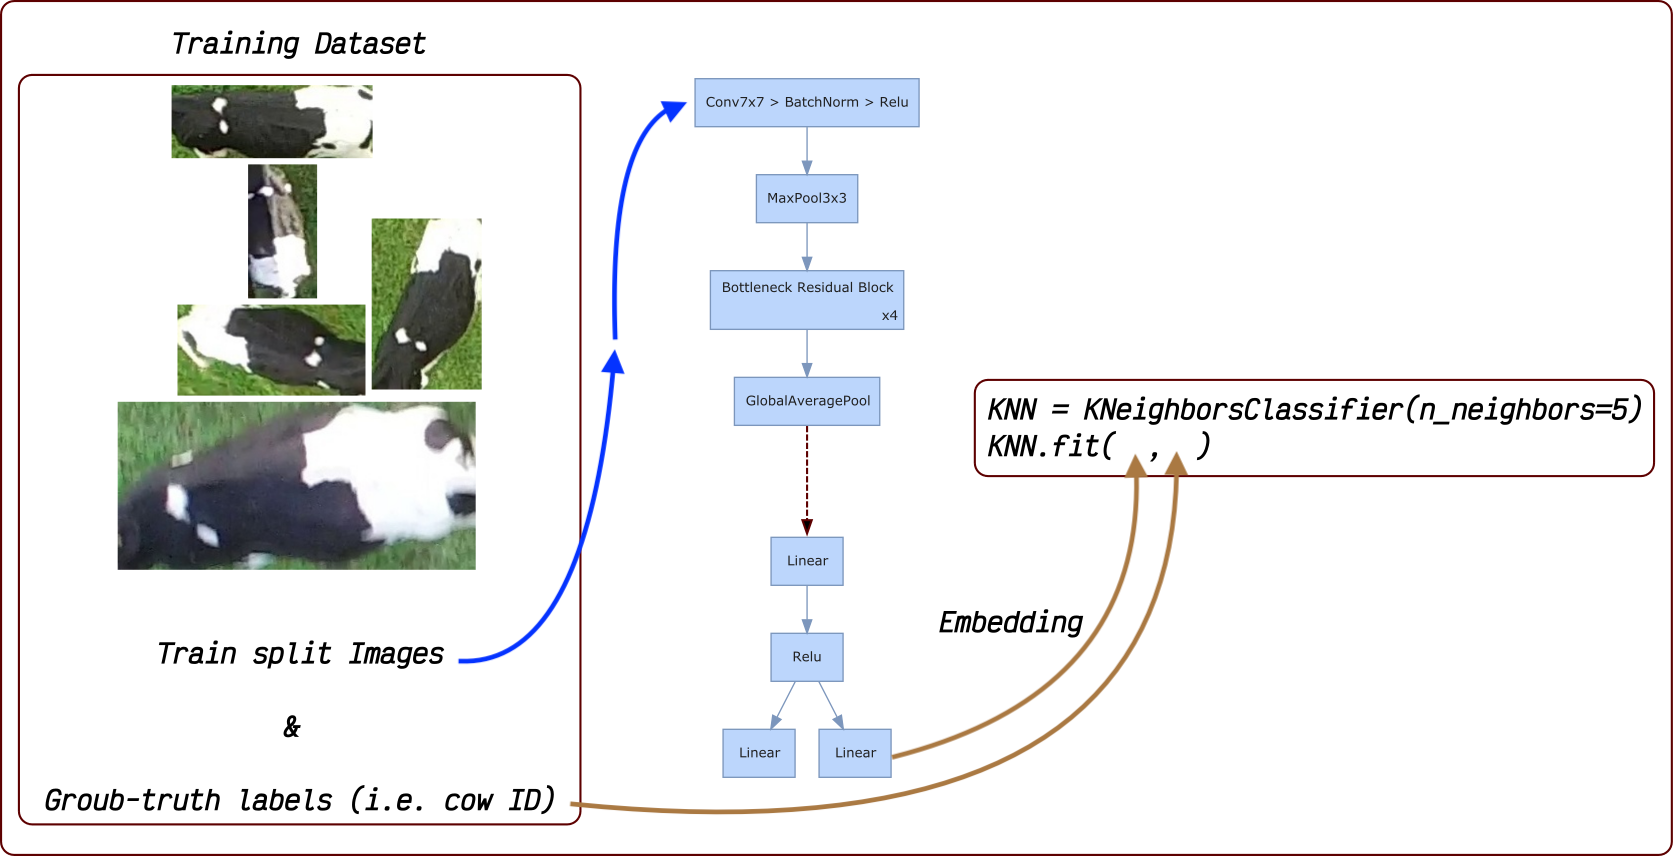 Training Dataset
Train split Images
&
Groub-truth labels (i.e. cow ID)
Conv7x7 > BatchNorm > Relu
MaxPool3x3
Bottleneck Residual Block
x4
GlobalAveragePool
Linear
Relu
Linear
Linear
Embedding
KNN = KNeighborsClassifier(n_neighbors=5)
KNN.fit( , )